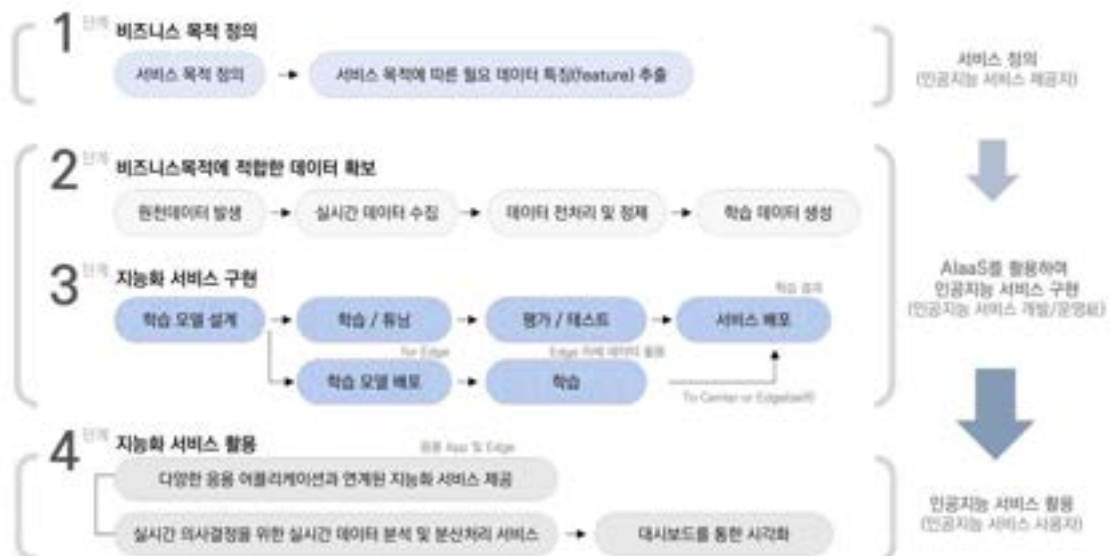 1 단계 비즈니스 목적 정의
서비스 목적 정의
서비스 목적에 따른 필요 데이터 특징(feature) 추출
서비스 정의
(인공지능 서비스 제공자)
2 단계 비즈니스목적에 적합한 데이터 확보
원천데이터 발생
실시간 데이터 수집
데이터 전처리 및 정제
학습 데이터 생성
3 단계 지능화 서비스 구현
학습 결과
학습 모델 설계
학습 / 튜닝
평가 / 테스트
서비스 배포
for Edge
Edge 자체 데이터 활용
학습 모델 배포
학습
To Center or Edge(self)
AIaaS를 활용하여
인공지능 서비스 구현
(인공지능 서비스 개발/운영
4 단계 지능화 서비스 활용
응용 App 및 Edge
다양한 응용 어플리케이션과 연계된 지능화 서비스 제공
실시간 의사결정을 위한 실시간 데이터 분석 및 분산처리 서비스
대시보드를 통한 시각화
인공지능 서비스 활용
(인공지능 서비스 사용자)